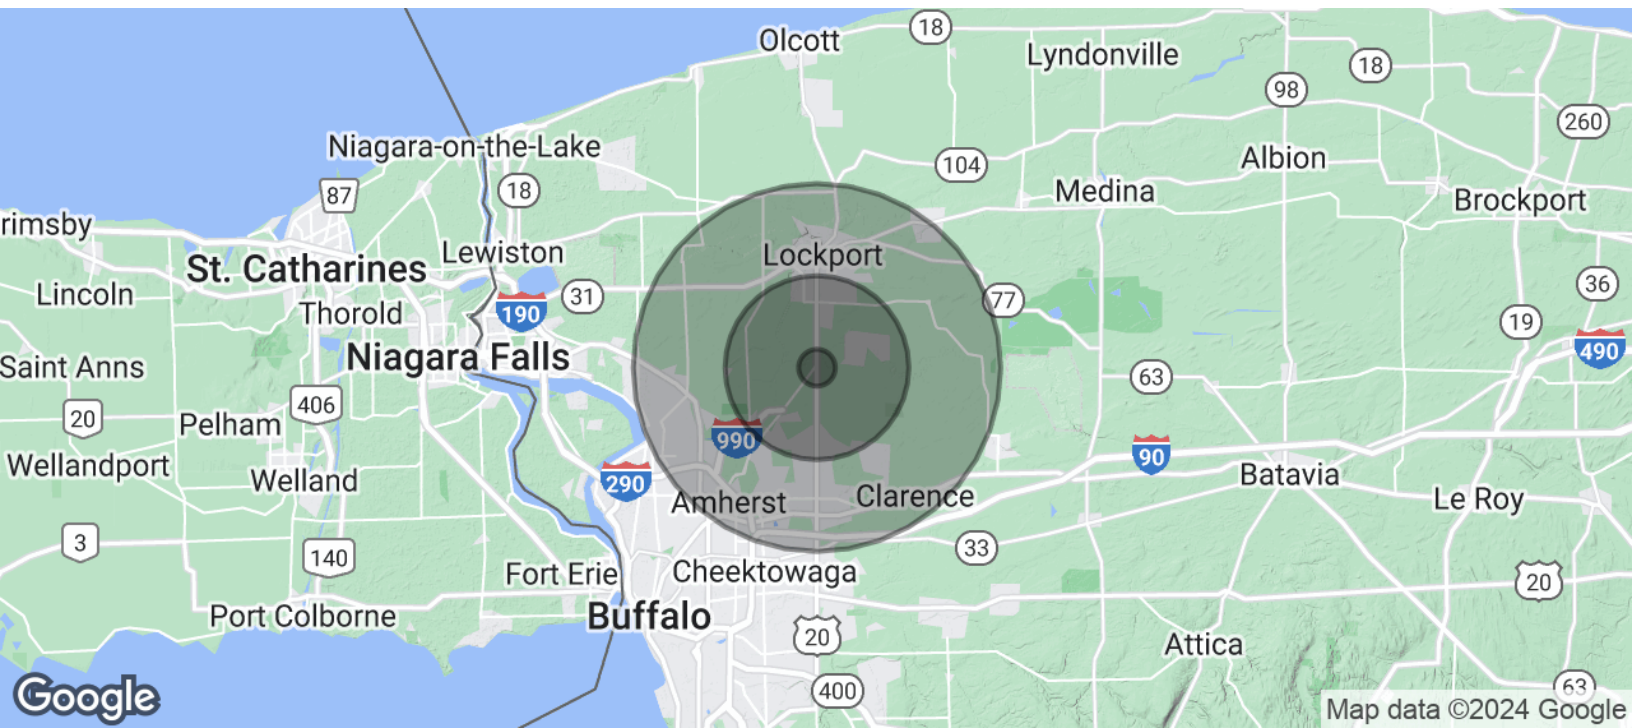 Olcott
18
Lyndonville
18
98
260
Niagara-on-the-Lake
104
Albion
87
18
Medina
Brockport
rimsby
Lewiston
Lockport
St. Catharines
Lincoln
31
77
36
Thorold
190
19
Niagara Falls
490
Saint Anns
63
20
406
Pelham
990
90
Wellandport
Welland
290
Batavia
Amherst
Clarence
Le Roy
3
140
33
Fort Erie
Cheektowaga
20
Port Colborne
Buffalo
20
Attica
400
63
Google
Map data ©2024 Google